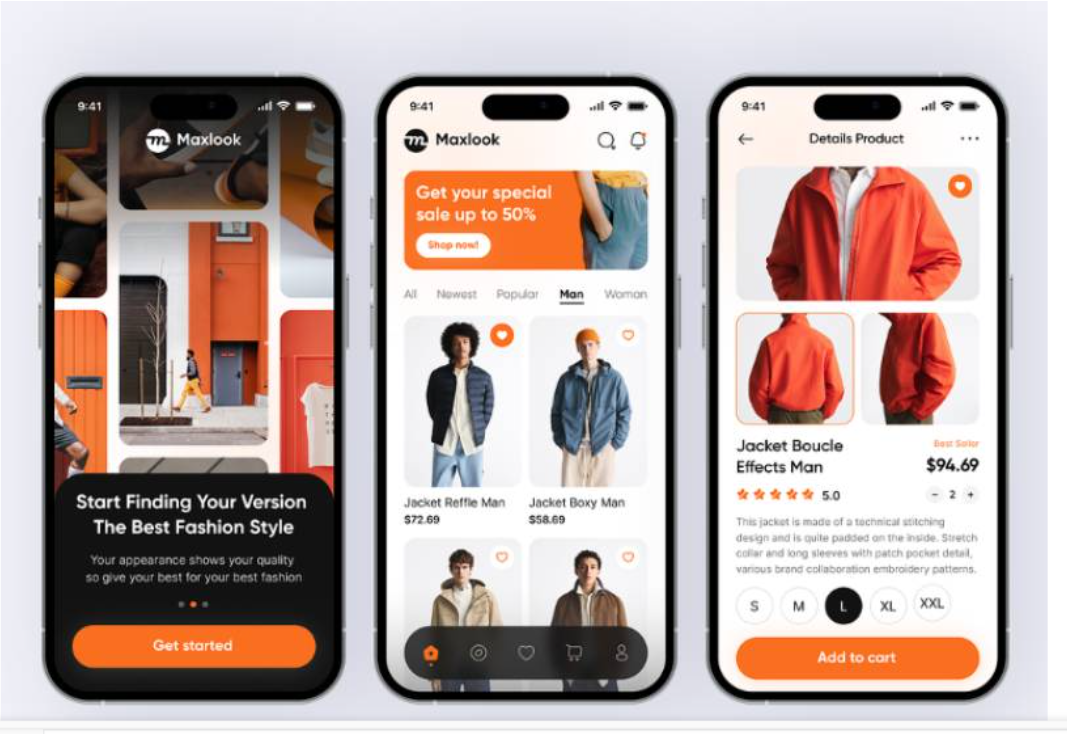 9:41
Maxlook
Start Finding Your Version
The Best Fashion Style
Your appearance shows your quality
so give your best for your best fashion
Get started
9:41
Maxlook
Get your special
sale up to 50%
Shop now!
All Newest Popular Man Woman
Jacket Reffle Man
$72.69
Jacket Boxy Man
$58.69
9:41
Details Product
Jacket Boucle
Effects Man
Best Seller
$94.69
5.0
- 2 +
This jacket is made of a technical stitching
design and is quite padded on the inside. Stretch
collar and long sleeves with patch pocket detail,
various brand collaboration embroidery patterns.
S M L XL XXL
Add to cart